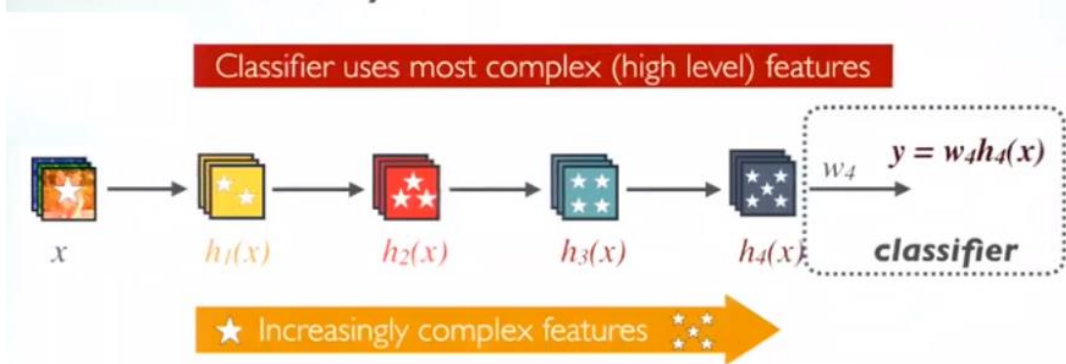 Classifier uses most complex (high level) features
w4
y = w4h4(x)
x
h1(x)
h2(x)
h3(x)
h4(x)
classifier
Increasingly complex features